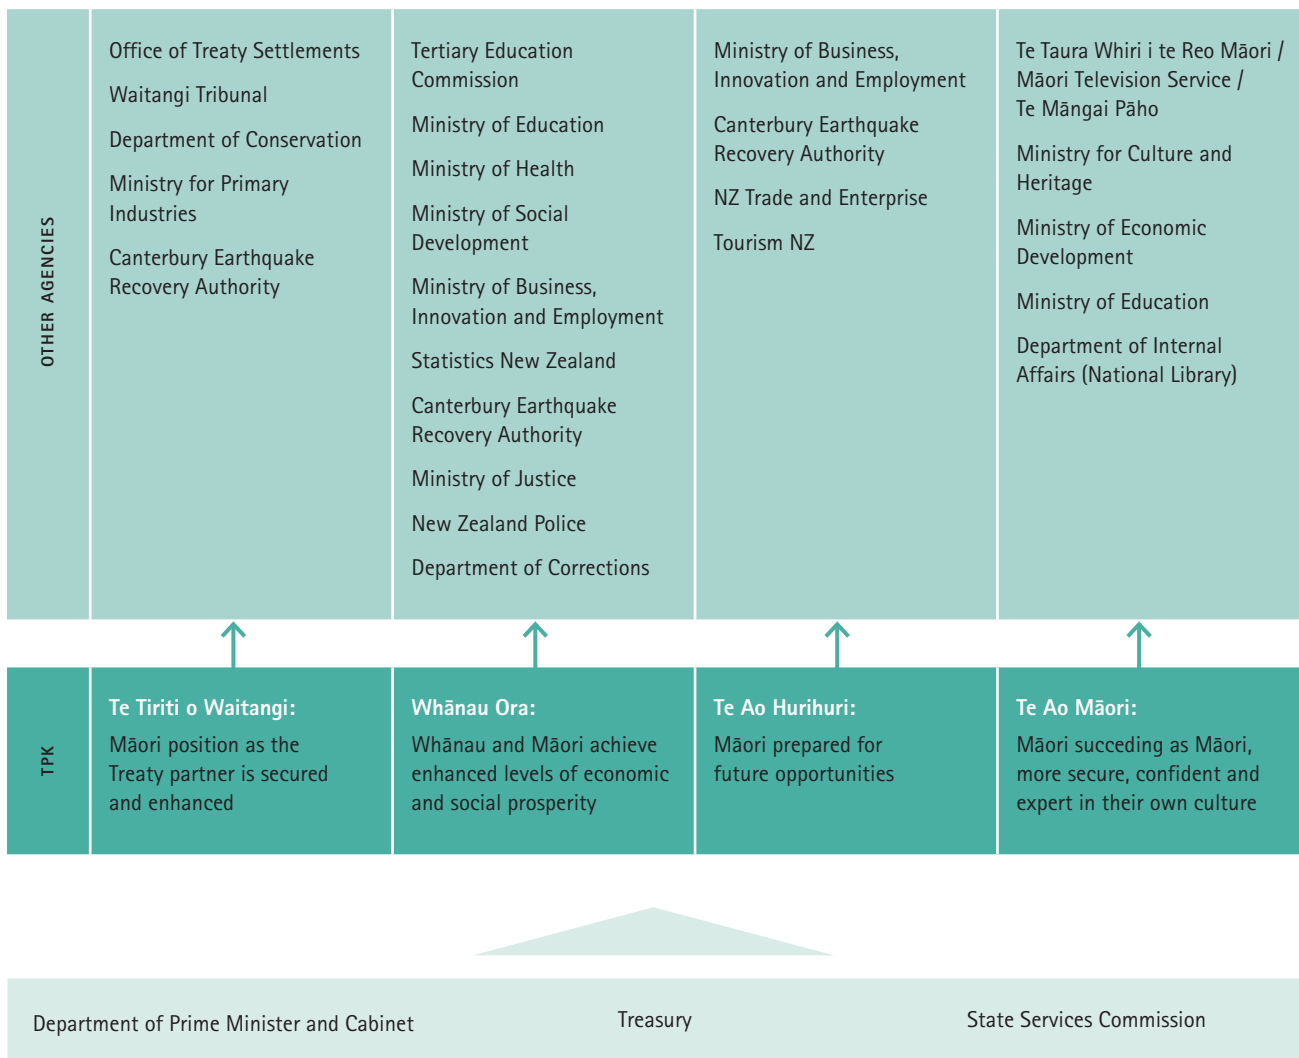 OTHER AGENCIES
Office of Treaty Settlements
Waitangi Tribunal
Department of Conservation
Ministry for Primary
Industries
Canterbury Earthquake
Recovery Authority
Tertiary Education
Commission
Ministry of Education
Ministry of Health
Ministry of Social
Development
Ministry of Business,
Innovation and Employment
Statistics New Zealand
Canterbury Earthquake
Recovery Authority
Ministry of Justice
New Zealand Police
Department of Corrections
Ministry of Business,
Innovation and Employment
Canterbury Earthquake
Recovery Authority
NZ Trade and Enterprise
Tourism NZ
Te Taura Whiri i te Reo Māori /
Māori Television Service /
Te Māngai Pāho
Ministry for Culture and
Heritage
Ministry of Economic
Development
Ministry of Education
Department of Internal
Affairs (National Library)
TPK
Te Tiriti o Waitangi:
Māori position as the
Treaty partner is secured
and enhanced
Whānau Ora:
Whānau and Māori achieve
enhanced levels of economic
and social prosperity
Te Ao Hurihuri:
Māori prepared for
future opportunities
Te Ao Māori:
Māori succeding as Māori,
more secure, confident and
expert in their own culture
Department of Prime Minister and Cabinet
Treasury
State Services Commission